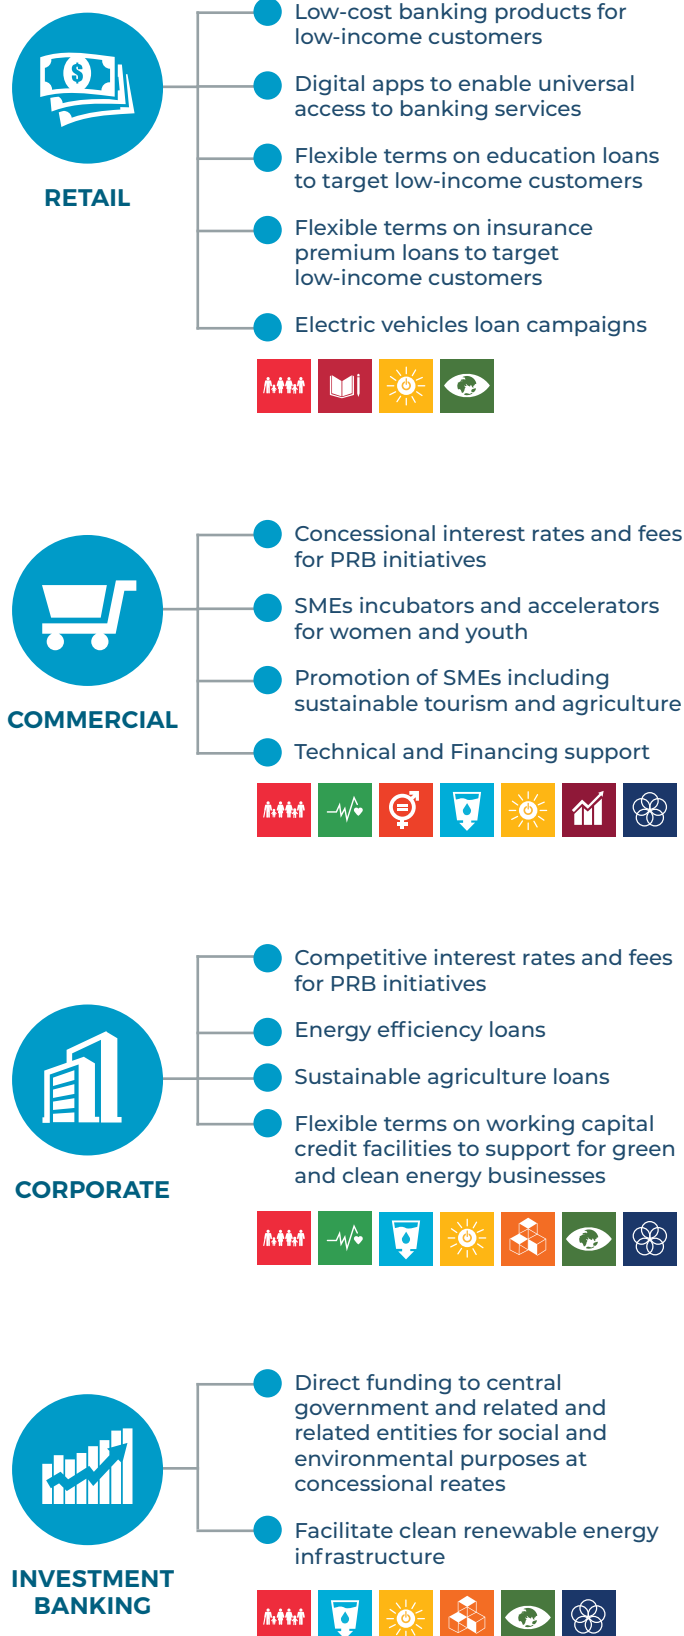 Low-cost banking products for
low-income customers
Digital apps to enable universal
access to banking services
Flexible terms on education loans
to target low-income customers
RETAIL
Flexible terms on insurance
premium loans to target
low-income customers
Electric vehicles loan campaigns
Concessional interest rates and fees
for PRB initiatives
SMEs incubators and accelerators
for women and youth
Promotion of SMEs including
sustainable tourism and agriculture
COMMERCIAL
Technical and Financing support
Competitive interest rates and fees
for PRB initiatives
Energy efficiency loans
Sustainable agriculture loans
Flexible terms on working capital
credit facilities to support for green
and clean energy businesses
CORPORATE
Direct funding to central
government and related and
related entities for social and
environmental purposes at
concessional reates
Facilitate clean renewable energy
infrastructure
INVESTMENT
BANKING